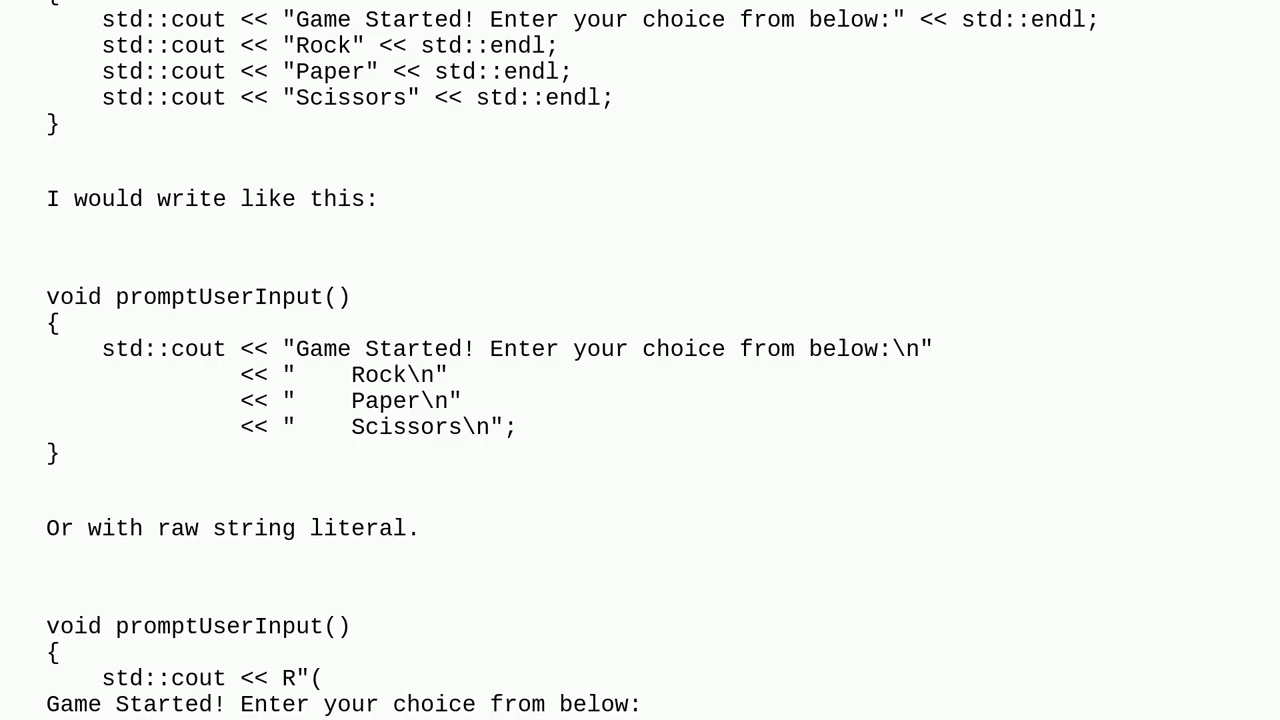 {
    std::cout << "Game Started! Enter your choice from below:" << std::endl;
    std::cout << "Rock" << std::endl;
    std::cout << "Paper" << std::endl;
    std::cout << "Scissors" << std::endl;
}
I would write like this:
void promptUserInput()
{
    std::cout << "Game Started! Enter your choice from below:\n"
              << "    Rock\n"
              << "    Paper\n"
              << "    Scissors\n";
}
Or with raw string literal.
void promptUserInput()
{
    std::cout << R"(
Game Started! Enter your choice from below: